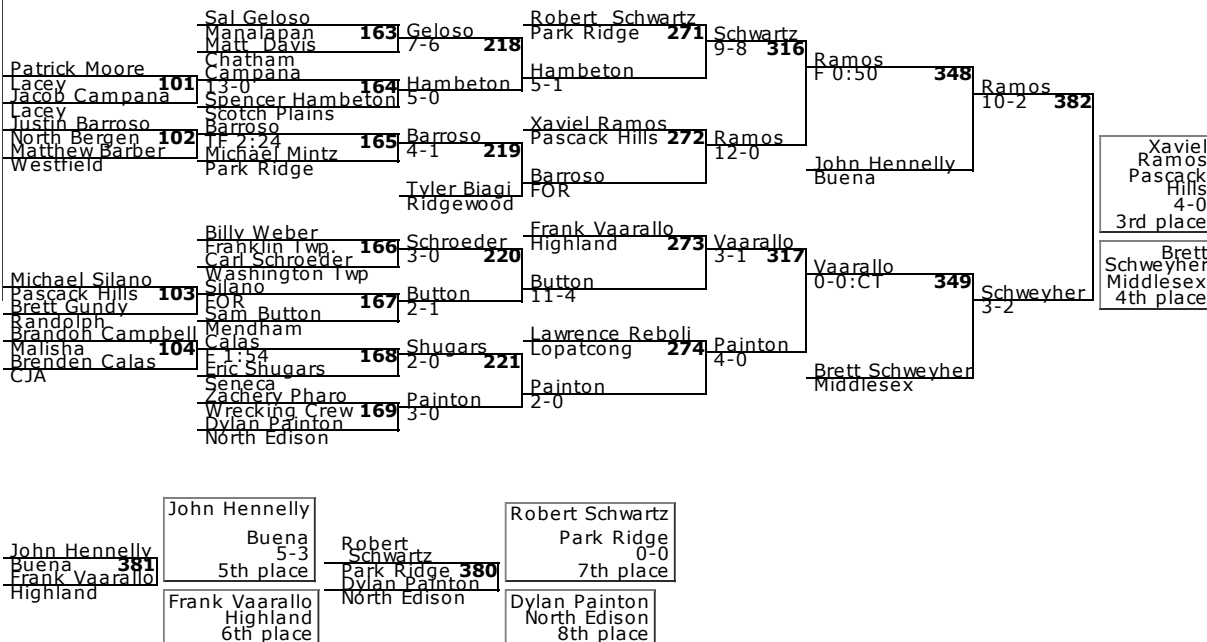 Sal Geloso
Manalapan 163
Matt Davis
Chatham
Patrick Moore
Lacey 101
Jacob Campana
Lacey
Campana
13-0 164
Spencer Hambeton
Scotch Plains
Justin Barroso
North Bergen 102
Matthew Barber
Westfield
Barroso
TF 2:24 165
Michael Mintz
Park Ridge
Geloso
7-6 218
Hambeton
5-0
Barroso
4-1 219
Tyler Biagi
Ridgewood
Robert Schwartz
Park Ridge 271
Hambeton
5-1
Xaviel Ramos
Pascack Hills 272
Barroso
FOR
Schwartz
9-8 316
Ramos
12-0
Ramos
F 0:50 348
John Hennelly
Buena
Ramos
10-2 382
Xaviel
Ramos
Pascack
Hills
4-0
3rd place
Billy Weber
Franklin Twp. 166
Carl Schroeder
Washington Twp
Michael Silano
Pascack Hills 103
Brett Gundy
Randolph
Silano
FOR 167
Sam Button
Mendham
Brandon Campbell
Malisha 104
Brenden Calas
CJA
Calas
F 1:54 168
Eric Shugars
Seneca
Zachery Pharo
Wrecking Crew 169
Dylan Painton
North Edison
Schroeder
3-0 220
Button
2-1
Shugars
2-0 221
Painton
3-0
Frank Vaarallo
Highland 273
Button
11-4
Lawrence Reboli
Lopatcong 274
Painton
2-0
Vaarallo
3-1 317
Painton
4-0
Vaarallo
0-0:CT 349
Brett Schweyher
Middlesex
Schweyher
3-2
Brett
Schweyher
Middlesex
4th place
John Hennelly
Buena 381
Frank Vaarallo
Highland
John Hennelly
Buena
5-3
5th place
Frank Vaarallo
Highland
6th place
Robert
Schwartz
Park Ridge 380
Dylan Painton
North Edison
Robert Schwartz
Park Ridge
0-0
7th place
Dylan Painton
North Edison
8th place